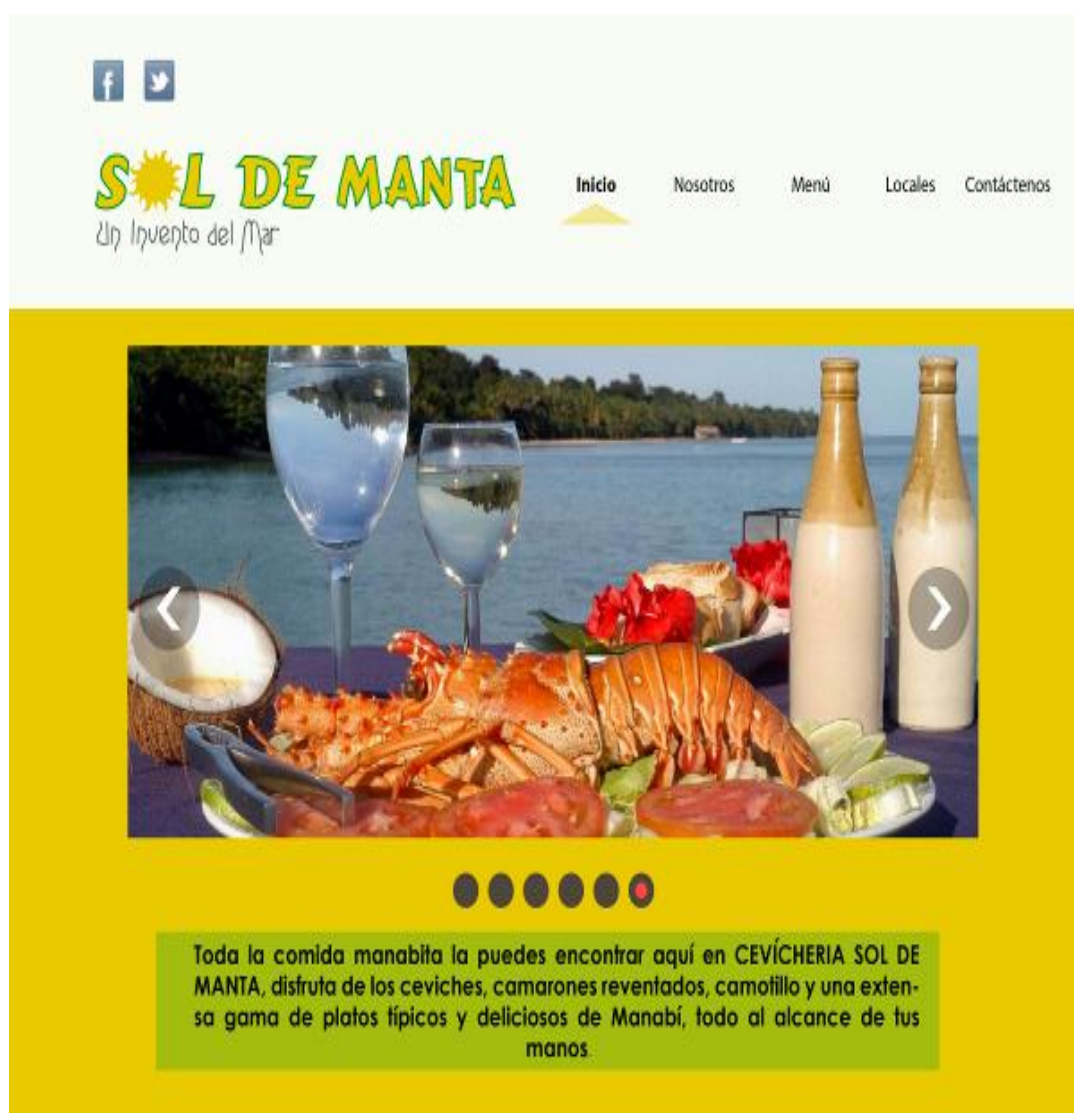 SOL DE MANTA
Un Invento del Mar
Inicio Nosotros Menú Locales Contáctenos
Toda la comida manabita la puedes encontrar aquí en CEVÍCHERIA SOL DE
MANTA, disfruta de los ceviches, camarones reventados, camotillo y una exten-
sa gama de platos típicos y deliciosos de Manabí, todo al alcance de tus
manos.